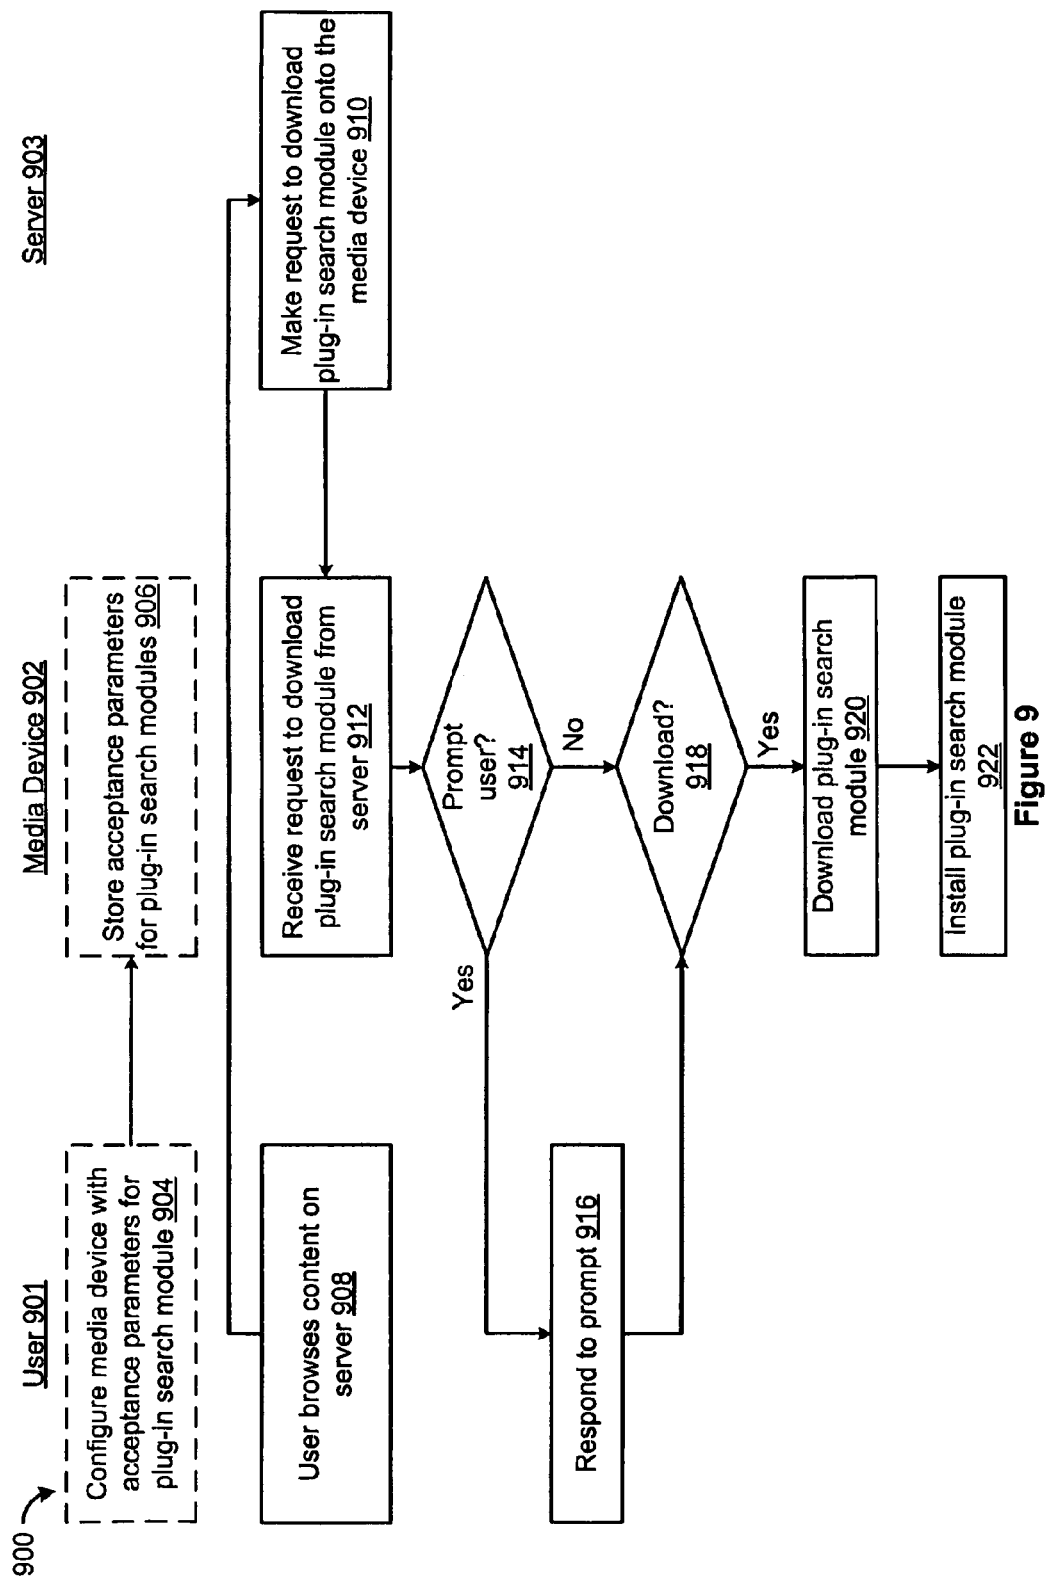 900
User 901
Media Device 902
Server 903
Configure media device with
acceptance parameters for
plug-in search module 904
Store acceptance parameters
for plug-in search modules 906
User browses content on
server 908
Make request to download
plug-in search module onto the
media device 910
Receive request to download
plug-in search module from
server 912
Prompt
user?
914
Yes
No
Respond to prompt 916
Download?
918
Yes
Download plug-in search
module 920
Install plug-in search module
922
Figure 9